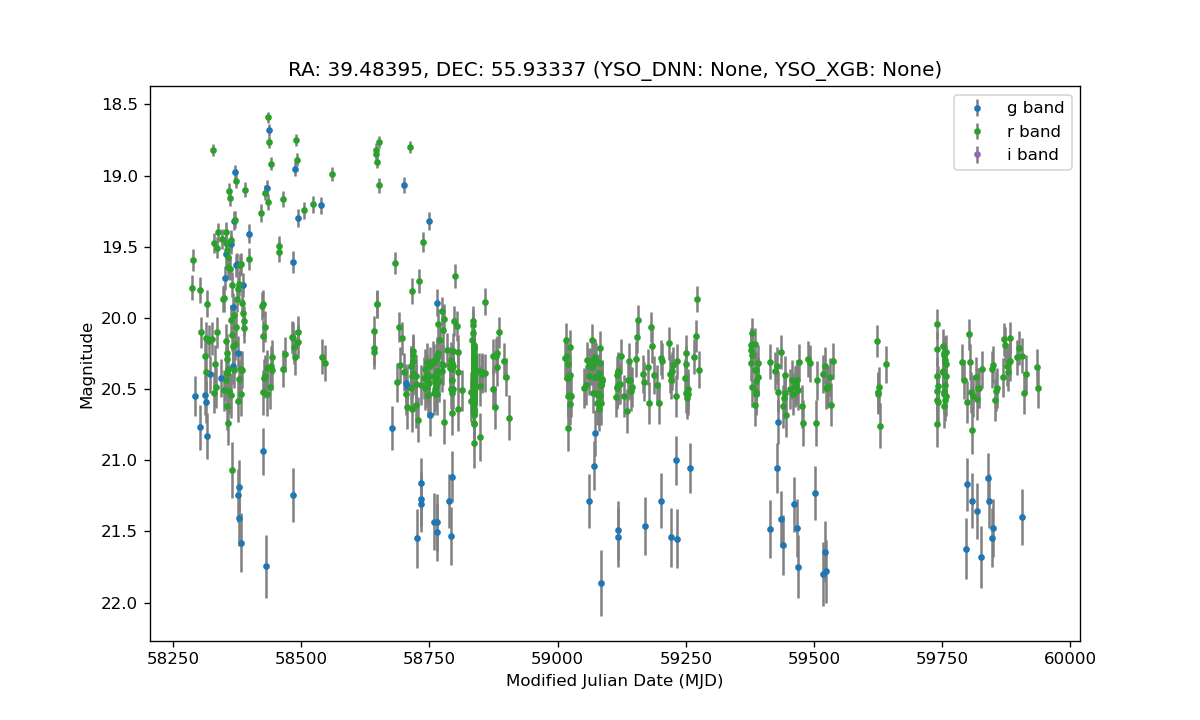 RA: 39.48395, DEC: 55.93337 (YSO_DNN: None, YSO_XGB: None)
g band
r band
i band
18.5
19.0
19.5
20.0
20.5
21.0
21.5
22.0
Magnitude
58250 58500 58750 59000 59250 59500 59750 60000
Modified Julian Date (MJD)